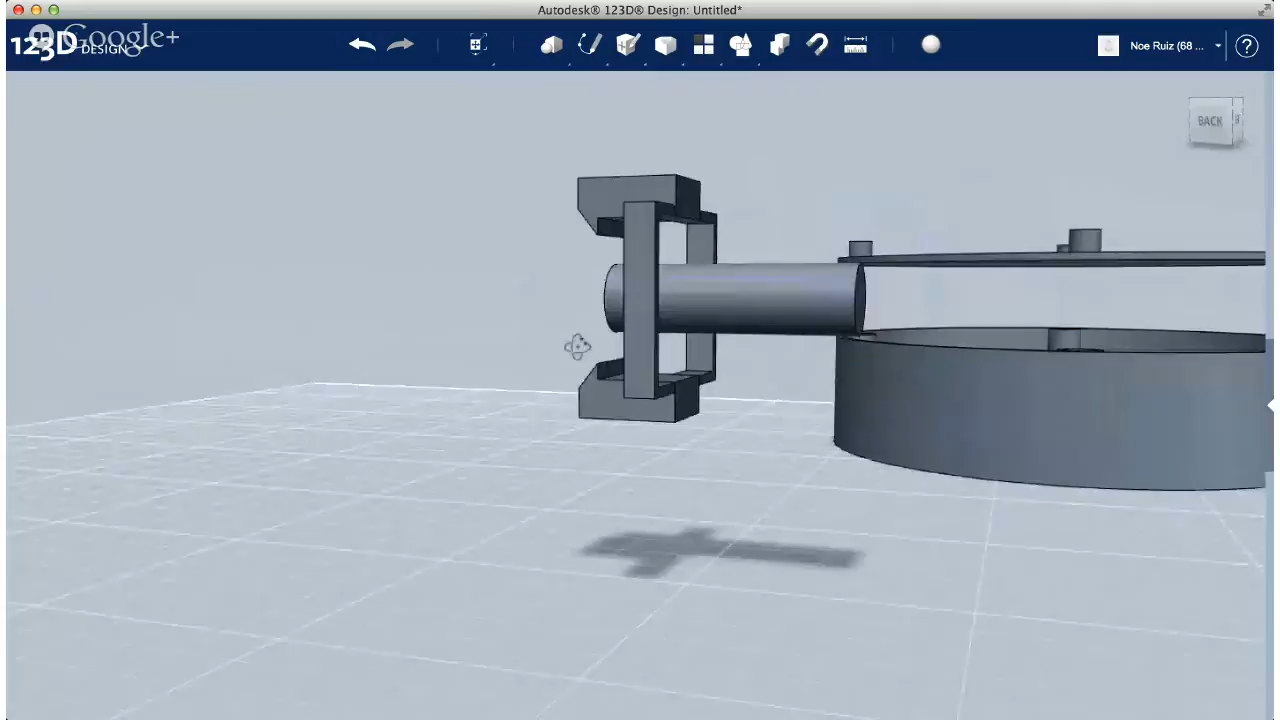 Autodesk® 123D® Design: Untitled*
Google+
123D DESIGN
Noe Ruiz (68 ...
?
BACK